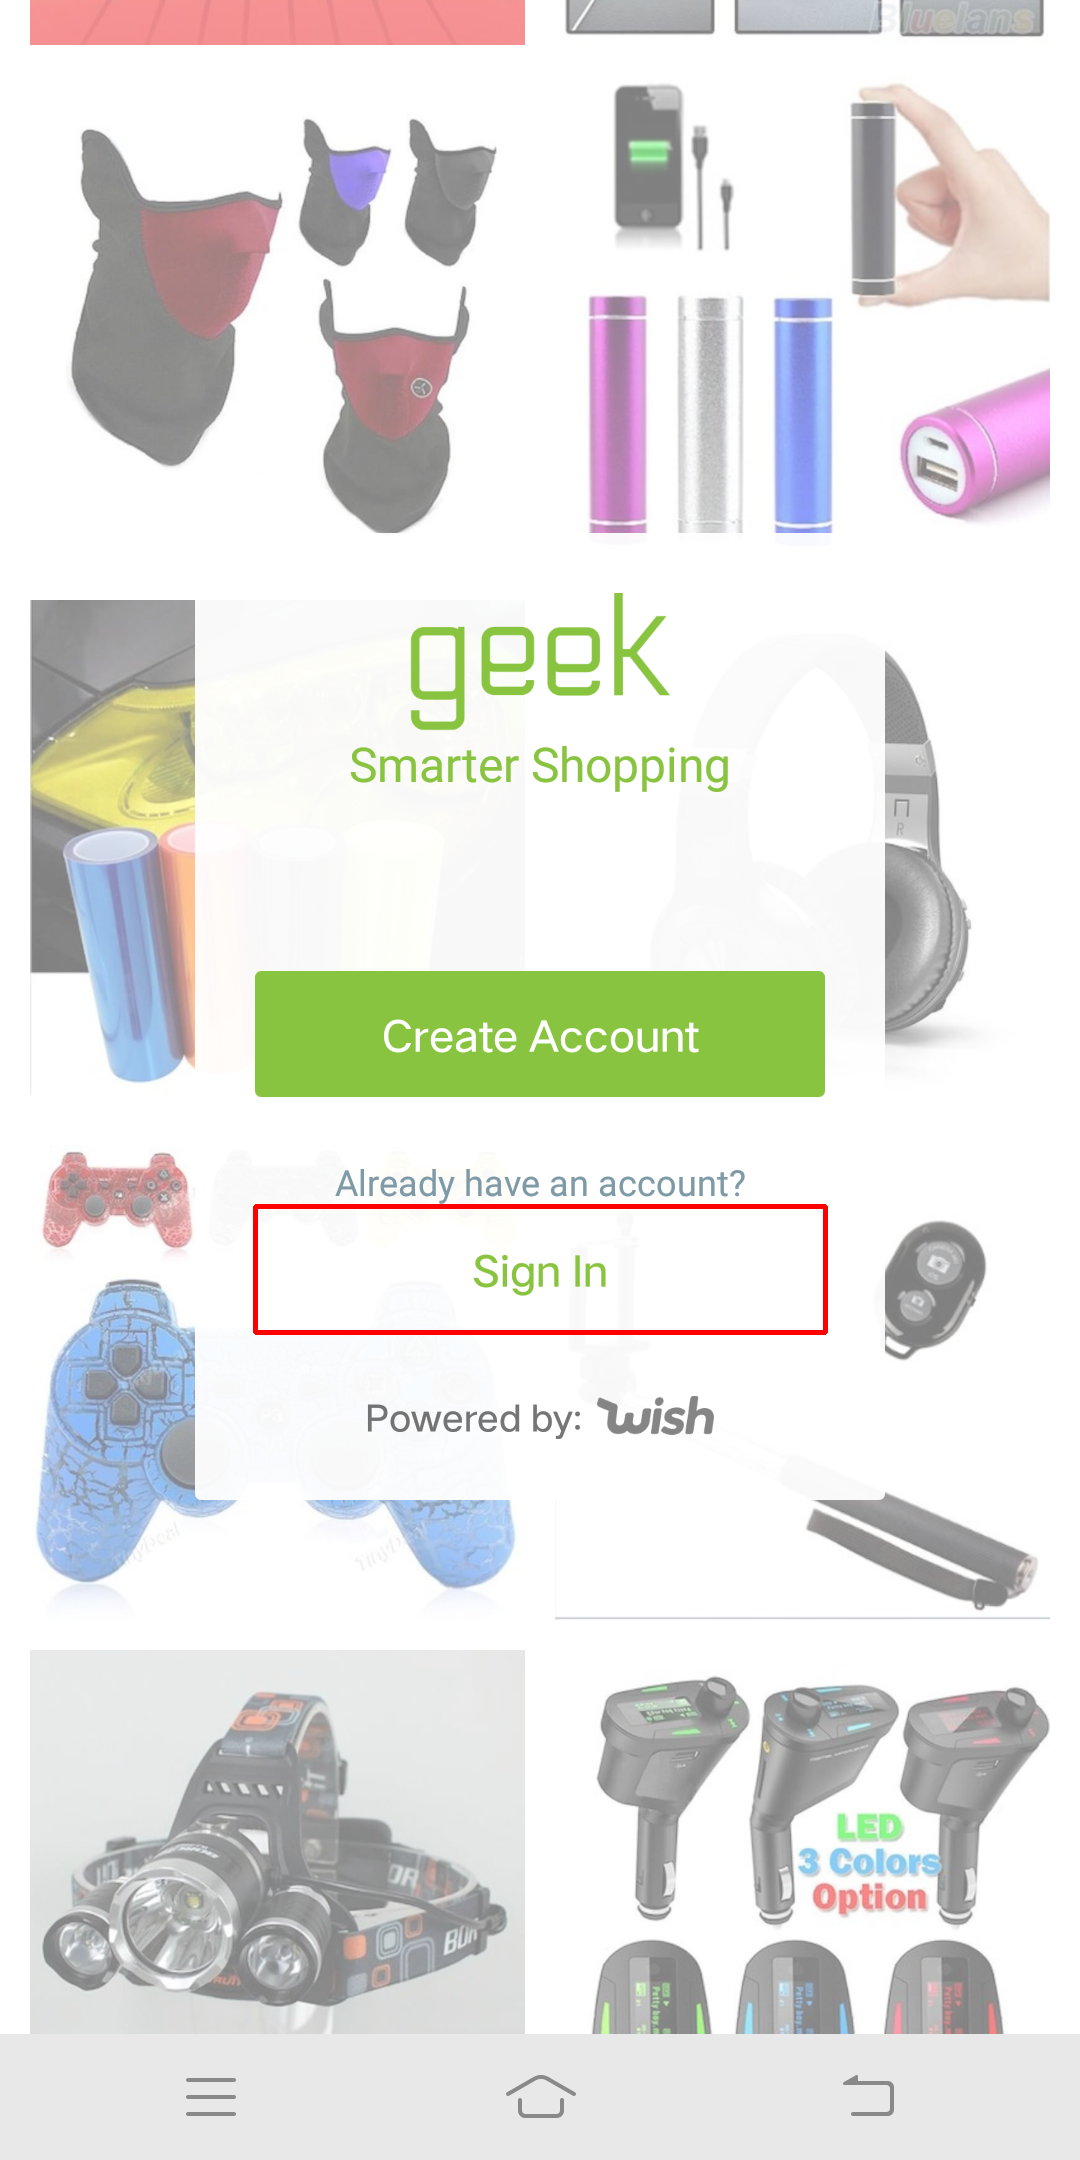 Bluelans
geek
Smarter Shopping
R
Create Account
Already have an account?
Sign In
Powered by: wish
LED
3 Colors
Option